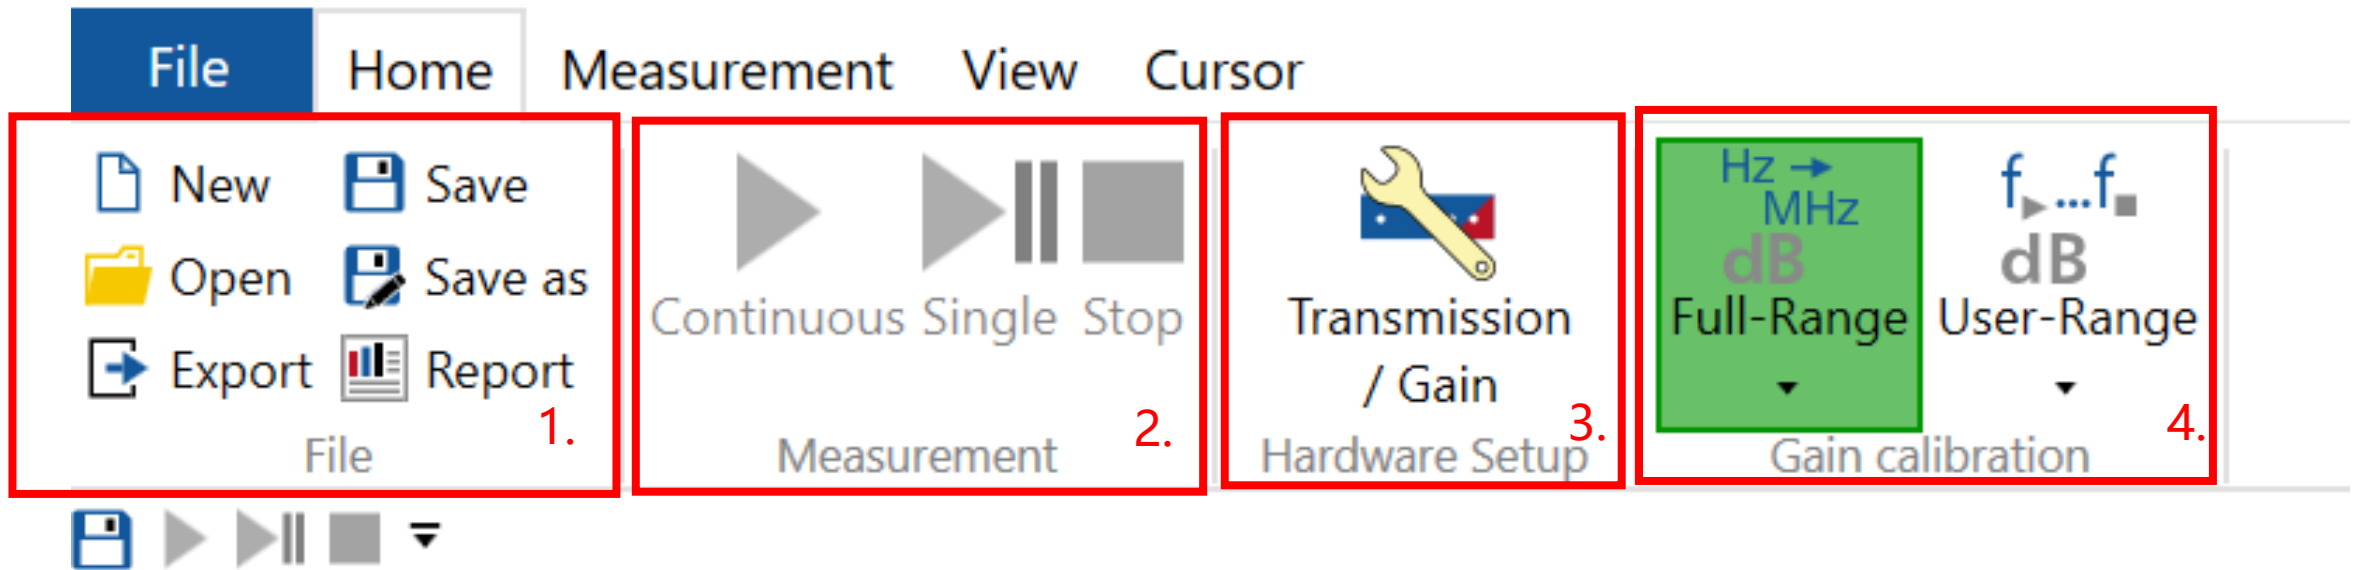 File Home Measurement View Cursor
New Save
Open Save as
Export Report
File 1.
Continuous Single Stop
Measurement 2.
Transmission
/ Gain
Hardware Setup 3.
Hz
MHz
dB
Full-Range
f ...f
dB
User-Range
Gain calibration 4.